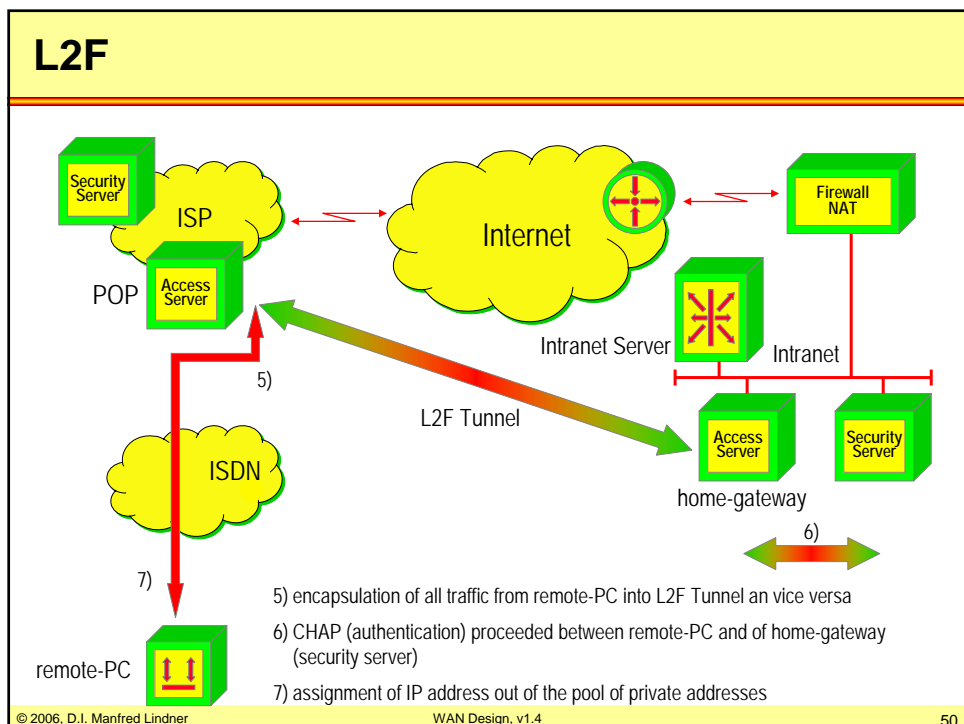 L2F
Security
Server
ISP
Internet
Firewall
NAT
POP
Access
Server
5)
Intranet Server
Intranet
L2F Tunnel
Access
Server
Security
Server
home-gateway
ISDN
6)
7)
5) encapsulation of all traffic from remote-PC into L2F Tunnel an vice versa
6) CHAP (authentication) proceeded between remote-PC and of home-gateway
(security server)
remote-PC
7) assignment of IP address out of the pool of private addresses
© 2006, D.I. Manfred Lindner
WAN Design, v1.4
50